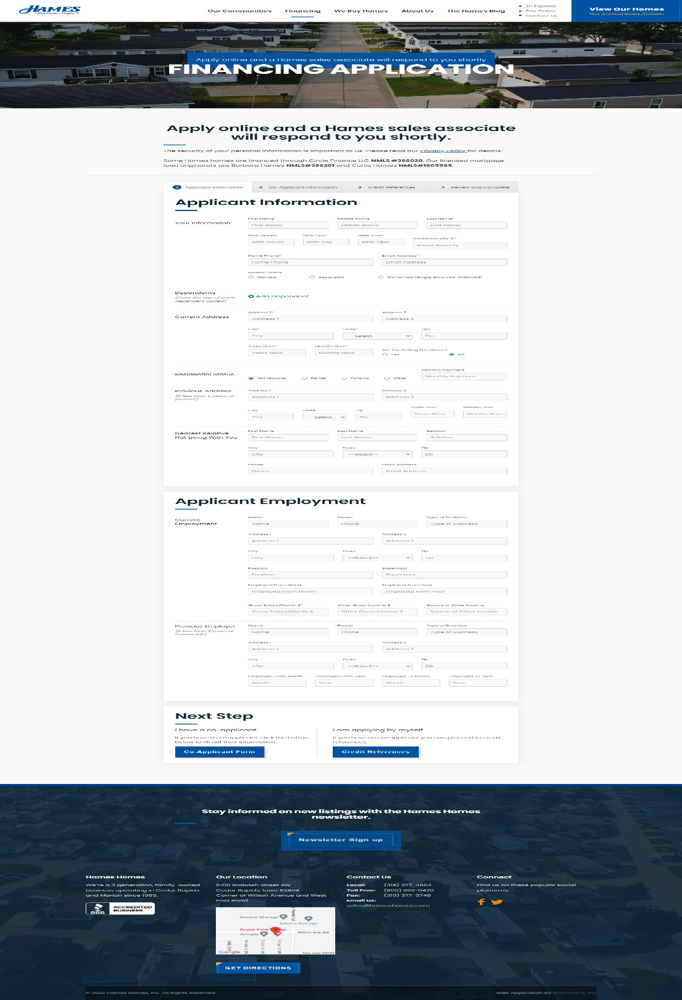 HAMES
"The Homes People"
Our Communities Financing We Buy Homes About Us The Hames Blog
En Espanol
Pay Online
Contact Us
View Our Homes
New and Used Models Available
Apply online and a Hames sales associate will respond to you shortly
FINANCING APPLICATION
Apply online and a Hames sales associate
will respond to you shortly.
The security of your personal information is important to us. Please read our Privacy Policy for details.
Some Hames homes are financed through Circle Finance LLC NMLS #366020. Our licensed mortgage
loan originators are Barbara Hames NMLS#366201 and Curtis Hames NMLS#1605565.
1 Applicant Information 2 Co-Applicant Information 3 Credit References 4 Review and Complete
Applicant Information
Your Information
First Name* Middle Name Last Name*
First Name Middle Name Last Name
Birth Month* Birth Day* Birth Year* Social Security #*
Birth Month Birth Day Birth Year Social Security
Home Phone* Email Address*
Home Phone Email Address
Marital Status
Married Separated Unmarried (Single, Divorced, Widowed)
Dependents
(Enter the age of each
dependent added)
Add Dependent
Current Address
Address 1* Address 2
Address 1 Address 2
City* State* Zip*
City Select Zip
Years Here* Months Here* Are You Selling This Home?
Years Here Months Here Yes No
Residential Status
Homeowner Renter Parents Other
Monthly Payment
Monthly Payment
Previous Address
(If less than 5 years at
present)
Address 1 Address 2
Address 1 Address 2
City State Zip Years Here Months Here
City Select Zip Years Here Months Here
Nearest Relative
Not Living With You
First Name Last Name Relation
First Name Last Name Relation
City State Zip
City --Select-- Zip
Phone Email Address
Phone Email Address
Applicant Employment
Current
Employment
Name Phone Type of Business
Name Phone Type of Business
Address 1 Address 2
Address 1 Address 2
City State Zip
City --Select-- Zip
Position Supervisor
Position Supervisor
Employed From Month Employed From Year
Employed From Month Employed From Year
Gross Salary/Month $* Other Gross Income $ Source of Other Income
Gross Salary/Month $ Other Gross Income $ Source of Other Income
Previous Employer
(If less than 3 years at
current job)
Name Phone Type of Business
Name Phone Type of Business
Address 1 Address 2
Address 1 Address 2
City State Zip
City --Select-- Zip
Employed From Month Employed From Year Employed To Month Employed To Year
Month Year Month Year
Next Step
I have a co-applicant
If you have a co-applicant, click the button
below to fill out their information.
Co-Applicant Form
I am applying by myself
If you have no co-applicant you can proceed to credit
references.
Credit References
Stay informed on new listings with the Hames Homes
newsletter.
Newsletter Sign up
Hames Homes
We're a 3 generation, family-owned
business operating in Cedar Rapids
and Marion since 1969.
BBB ACCREDITED
BUSINESS
Our Location
5410 Wabash Street SW
Cedar Rapids, Iowa 52404
Corner of Wilson Avenue and West
Post Road
Wacker Storage
Adams Storage
Grand View
Amvets
Wilson Ave SW
Google
Map data ©2022
GET DIRECTIONS
Contact Us
Local: (319) 377-4863
Toll Free: (800) 382-0420
Fax: (319) 377-9748
Email Us:
sales@hameshomes.com
Connect
Find us on these popular social
platforms.
© 2022 Hames Homes, Inc. All Rights Reserved
Web Application by Informatics, Inc